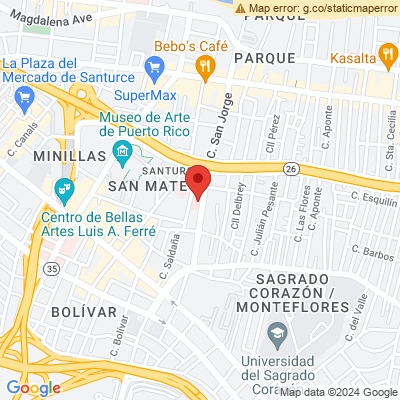 Map error: g.co/staticmaperror
Magdalena Ave
PARQUE
Bebo's Café
PARQUE
Kasalta
La Plaza del
Mercado de Santurce
SuperMax
C. Canals
Museo de Arte
de Puerto Rico
C. San Jorge
Cll Pérez
C. Aponte
C. Sta. Cecilia
MINILLAS
SANTUR
SAN MATE
26
C. Esquilín
Centro de Bellas
Artes Luis A. Ferré
Cll Delbrey
C. Julián Pesante
C. Las Flores
C. Aponte
C. Saldaña
C. Barbos
35
SAGRADO
CORAZÓN /
MONTEFLORES
BOLÍVAR
C. Bolívar
C. del Valle
Universidad
del Sagrado
Corazón
Google
Map data ©2024 Google